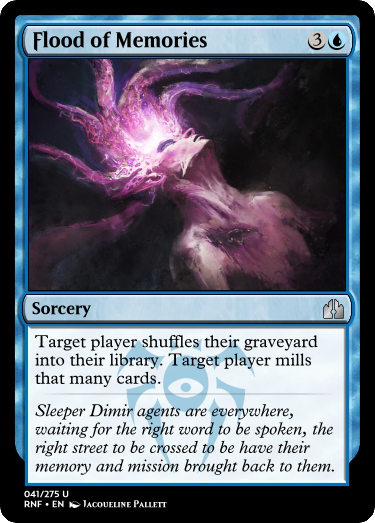 Flood of Memories 3
Sorcery
Target player shuffles their graveyard
into their library. Target player mills
that many cards.
Sleeper Dimir agents are everywhere,
waiting for the right word to be spoken, the
right street to be crossed to be have their
memory and mission brought back to them.
041/275 U
RNF • EN Jacqueline Pallett